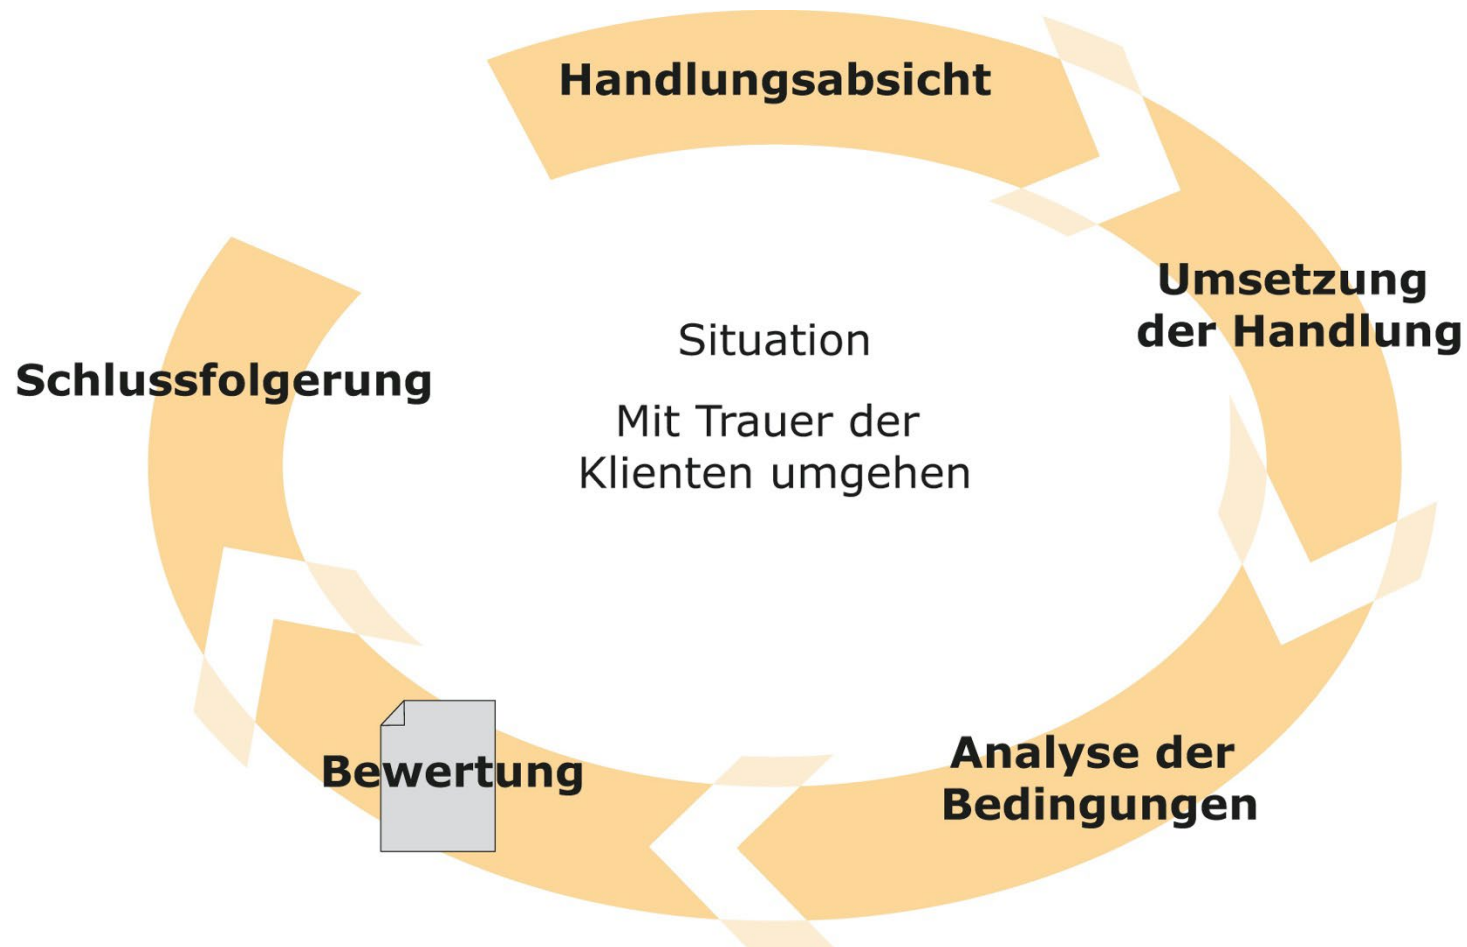 Handlungsabsicht
Umsetzung
der Handlung
Situation
Schlussfolgerung
Mit Trauer der
Klienten umgehen
Analyse der
Bedingungen
Bewertung